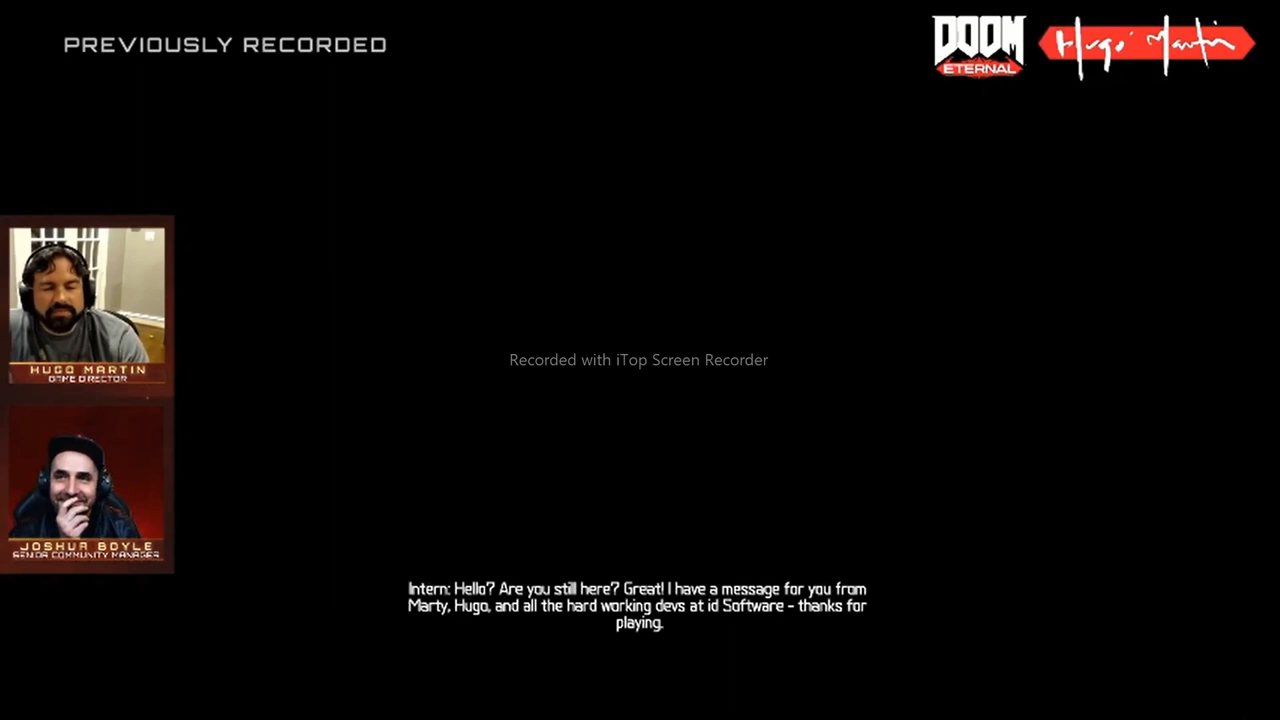 PREVIOUSLY RECORDED
DOOM
ETERNAL
Hugo Martin
HUGO MARTIN
GAME DIRECTOR
Recorded with iTop Screen Recorder
JOSHUA BOYLE
SENIOR COMMUNITY MANAGER
Intern: Hello? Are you still here? Great! I have a message for you from
Marty, Hugo, and all the hard working devs at id Software - thanks for
playing.